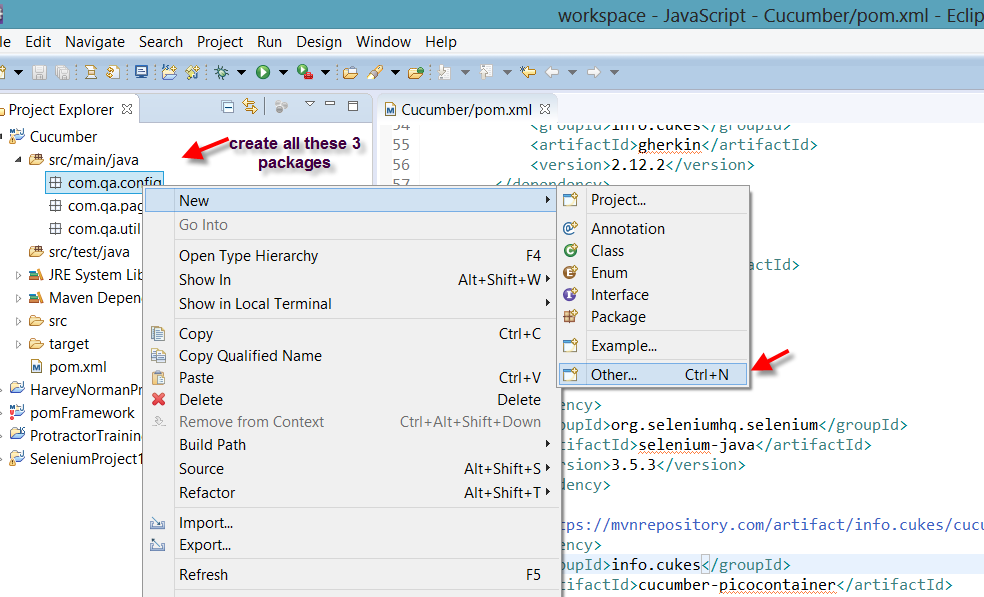 workspace - JavaScript - Cucumber/pom.xml - Eclip
le Edit Navigate Search Project Run Design Window Help
Project Explorer
Cucumber/pom.xml
Cucumber
src/main/java
com.qa.config
com.qa.pag
com.qa.util
src/test/java
JRE System Lib
Maven Depen
src
target
pom.xml
HarveyNormanPr
pomFramework
ProtractorTraining
SeleniumProject1
create all these 3
packages
54 <groupId>info.cukes</groupId>
55 <artifactId>gherkin</artifactId>
56 <version>2.12.2</version>
57 </dependency>
New
Go Into
Open Type Hierarchy F4
Show In Alt+Shift+W
Show in Local Terminal
Copy Ctrl+C
Copy Qualified Name
Paste Ctrl+V
Delete Delete
Remove from Context Ctrl+Alt+Shift+Down
Build Path
Source Alt+Shift+S
Refactor Alt+Shift+T
Import...
Export...
Refresh F5
Project...
Annotation
Class
Enum
Interface
Package
Example...
Other... Ctrl+N
actId>
ency>
oupId>org.seleniumhq.selenium</groupId>
tifactId>selenium-java</artifactId>
rsion>3.5.3</version>
dency>
tps://mvnrepository.com/artifact/info.cukes/cucu
ency>
oupId>info.cukes</groupId>
tifactId>cucumber-picocontainer</artifactId>